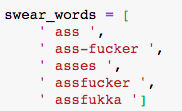 swear_words = [
' ass ',
' ass-fucker ',
' asses ',
' assfucker ',
' assfukka ']